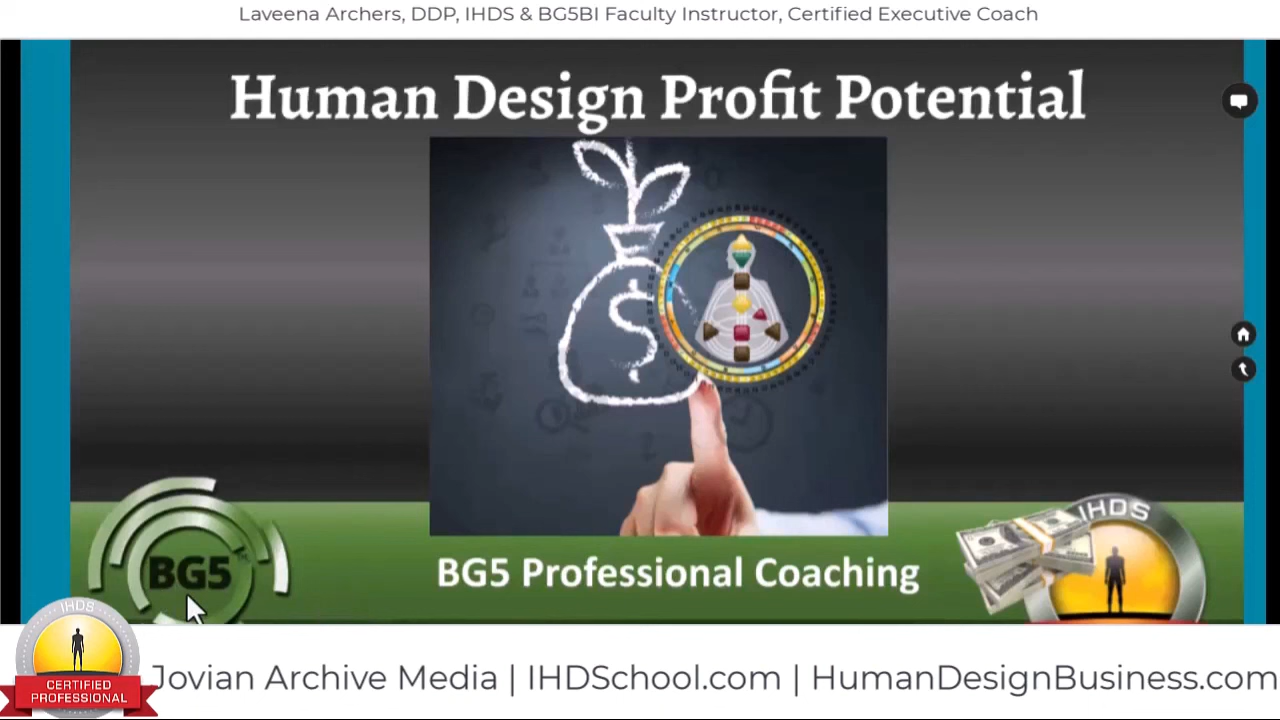 Laveena Archers, DDP, IHDS & BG5BI Faculty Instructor, Certified Executive Coach
Human Design Profit Potential
$
BG5
IHDS
BG5 Professional Coaching
IHDS
CERTIFIED
PROFESSIONAL
Jovian Archive Media | IHDSchool.com | HumanDesignBusiness.com